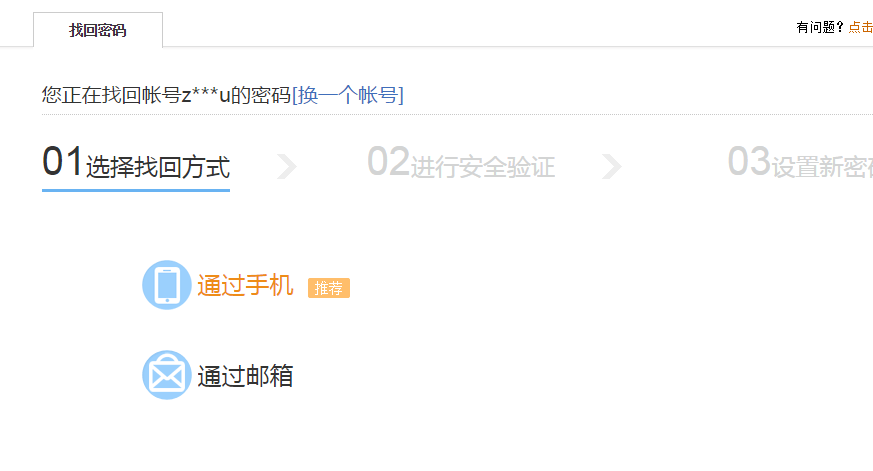 找回密码
有问题？点击
您正在找回帐号z***u的密码[换一个帐号]
01选择找回方式
02进行安全验证
03设置新密
通过手机 推荐
通过邮箱